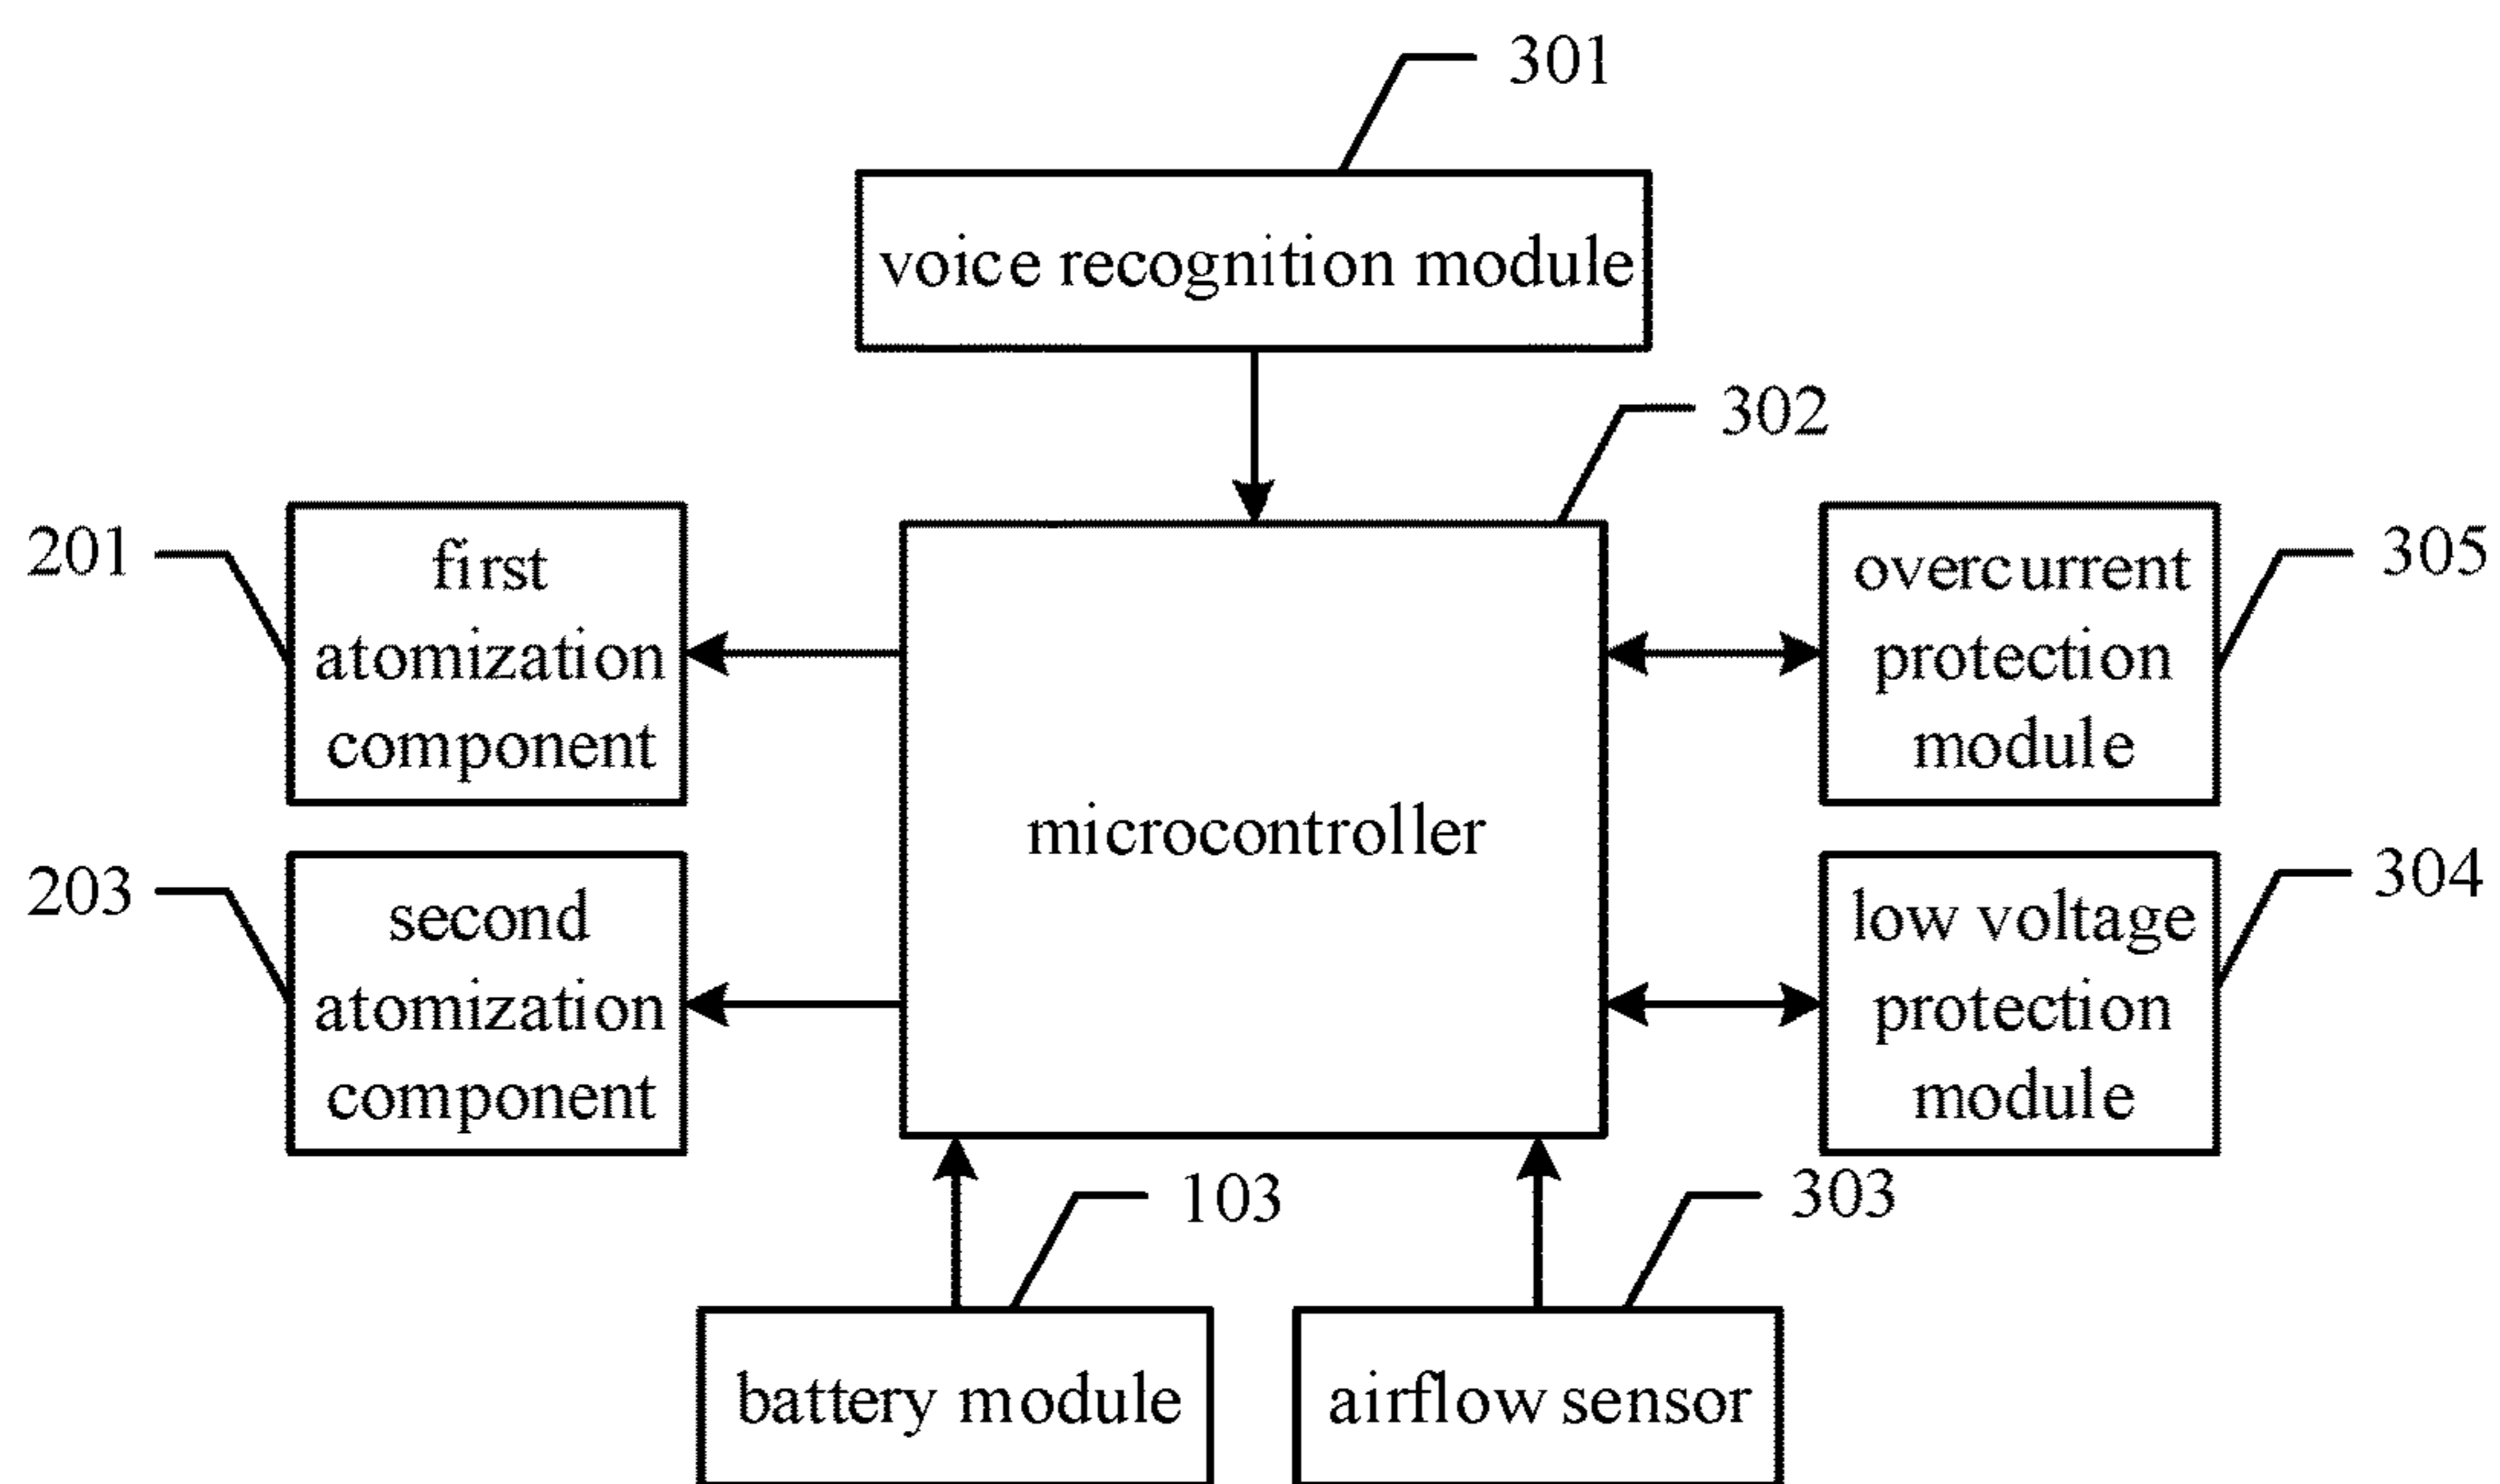 301
voice recognition module
302
201
first
atomization
component
microcontroller
overcurrent
protection
module
305
203
second
atomization
component
low voltage
protection
module
304
103
303
battery module
airflow sensor